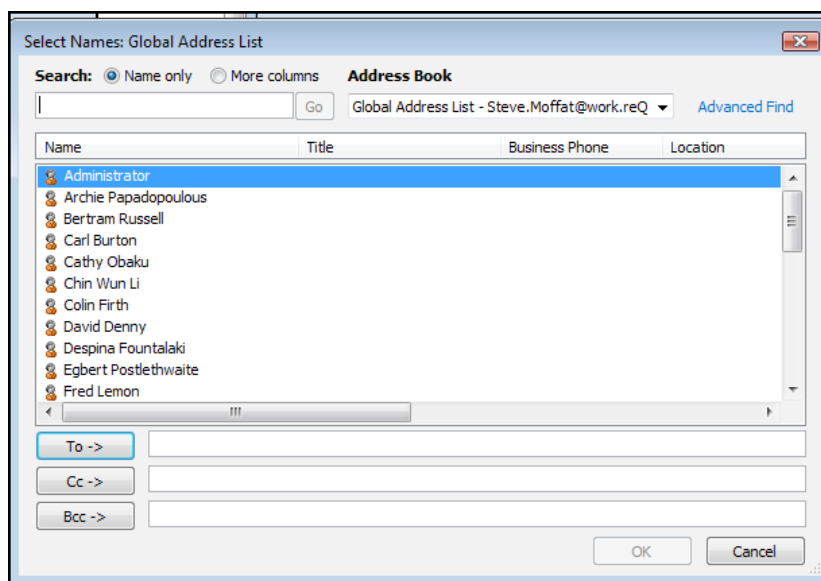 Select Names: Global Address List
Search: Name only More columns Address Book
Go Global Address List - Steve.Moffat@work.reQ Advanced Find
Name Title Business Phone Location
Administrator
Archie Papadopoulous
Bertram Russell
Carl Burton
Cathy Obaku
Chin Wun Li
Colin Firth
David Denny
Despina Fountalaki
Egbert Postlethwaite
Fred Lemon
To ->
Cc ->
Bcc ->
OK Cancel